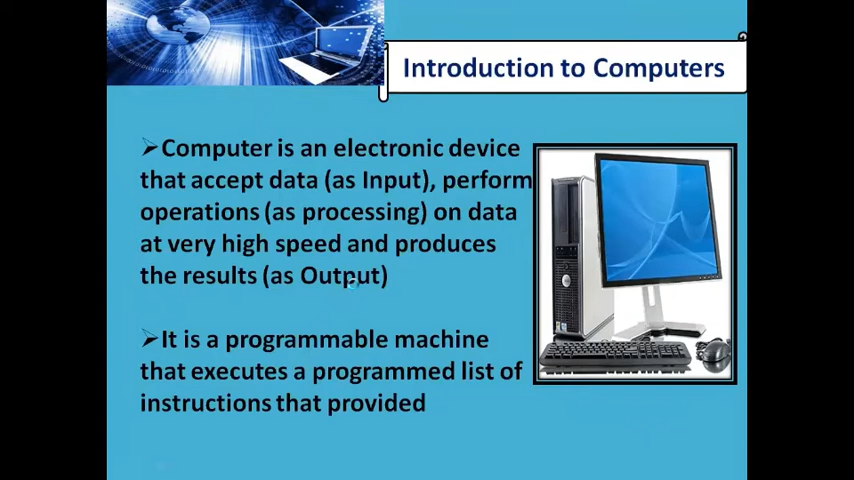 Introduction to Computers
➢Computer is an electronic device
that accept data (as Input), perform
operations (as processing) on data
at very high speed and produces
the results (as Output)
➢It is a programmable machine
that executes a programmed list of
instructions that provided